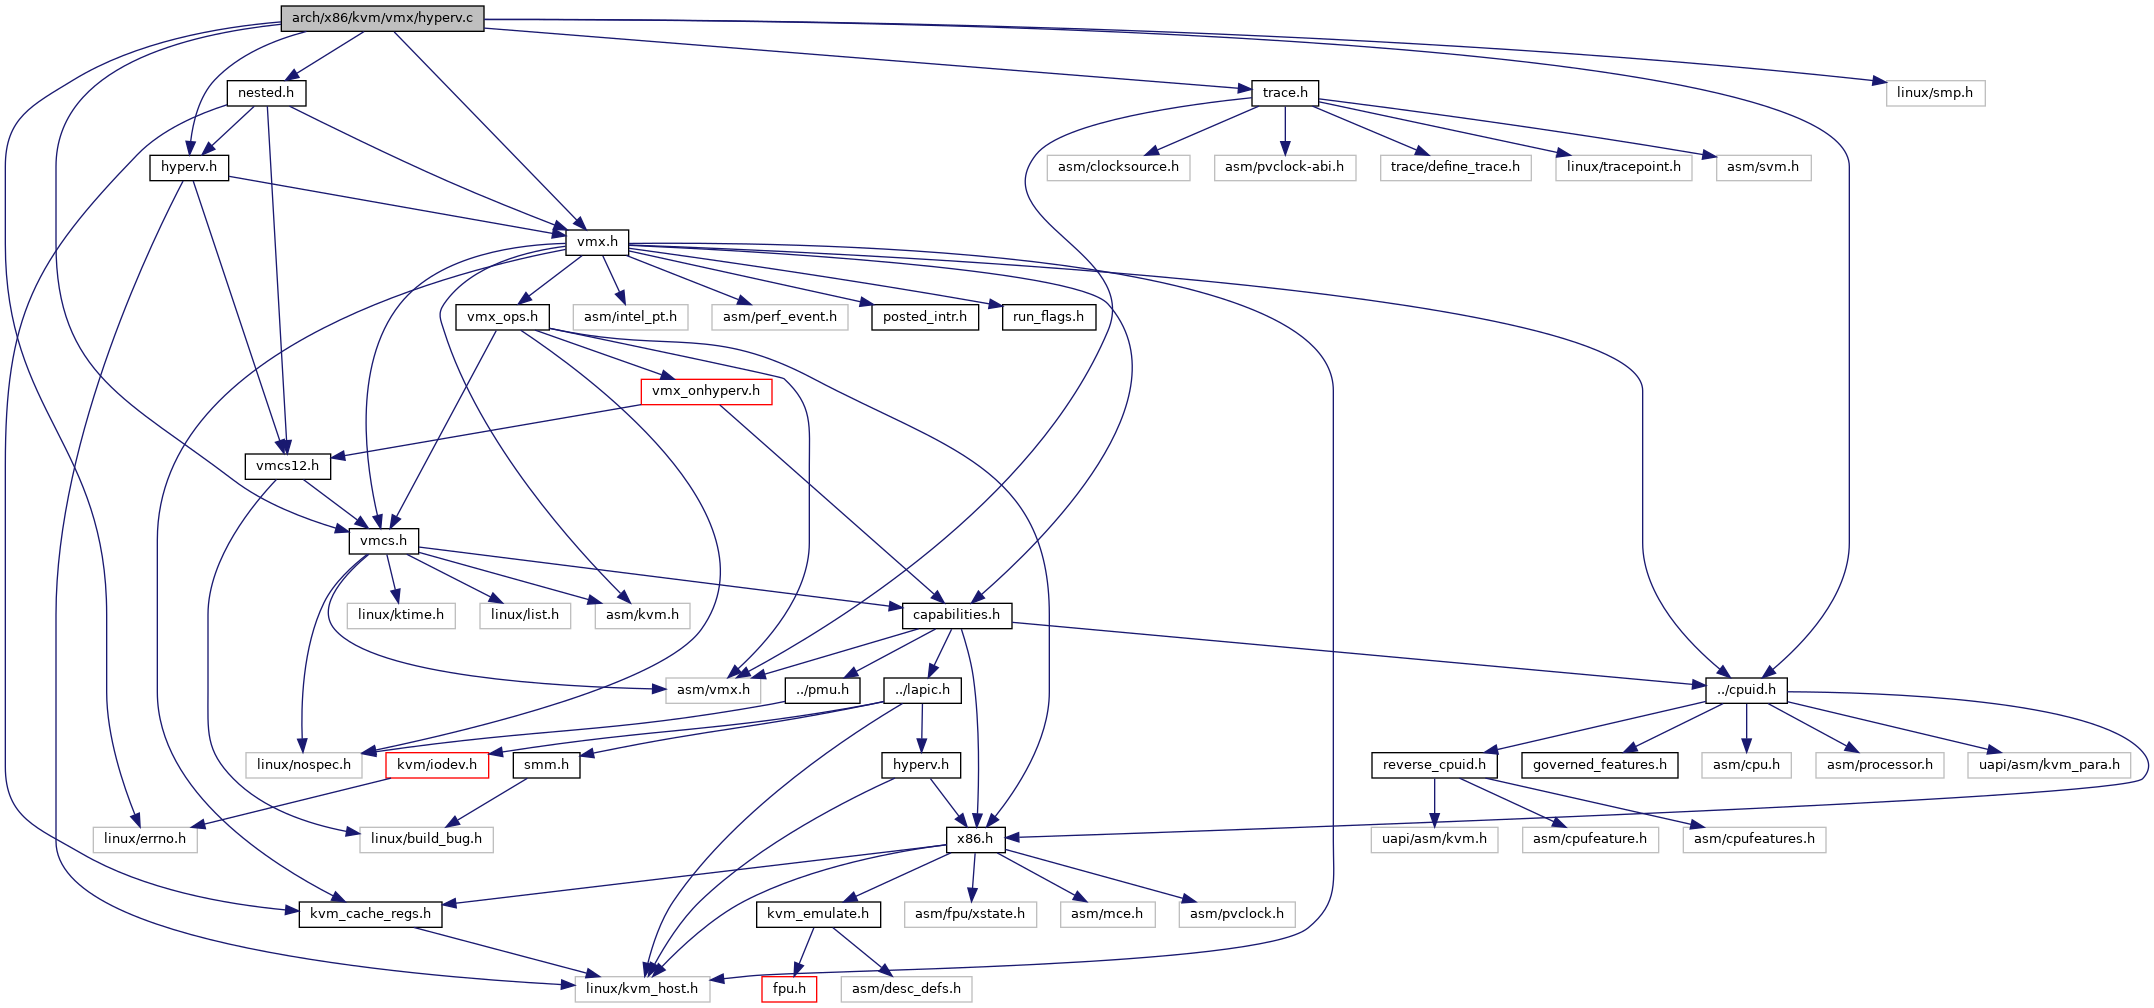 arch/x86/kvm/vmx/hyperv.c
nested.h
trace.h
linux/smp.h
hyperv.h
asm/clocksource.h
asm/pvclock-abi.h
trace/define_trace.h
linux/tracepoint.h
asm/svm.h
vmx.h
vmx_ops.h
asm/intel_pt.h
asm/perf_event.h
posted_intr.h
run_flags.h
vmx_onhyperv.h
vmcs12.h
vmcs.h
linux/ktime.h
linux/list.h
asm/kvm.h
capabilities.h
asm/vmx.h
../pmu.h
../lapic.h
../cpuid.h
linux/nospec.h
kvm/iodev.h
smm.h
hyperv.h
reverse_cpuid.h
governed_features.h
asm/cpu.h
asm/processor.h
uapi/asm/kvm_para.h
linux/errno.h
linux/build_bug.h
x86.h
uapi/asm/kvm.h
asm/cpufeature.h
asm/cpufeatures.h
kvm_cache_regs.h
kvm_emulate.h
asm/fpu/xstate.h
asm/mce.h
asm/pvclock.h
linux/kvm_host.h
fpu.h
asm/desc_defs.h